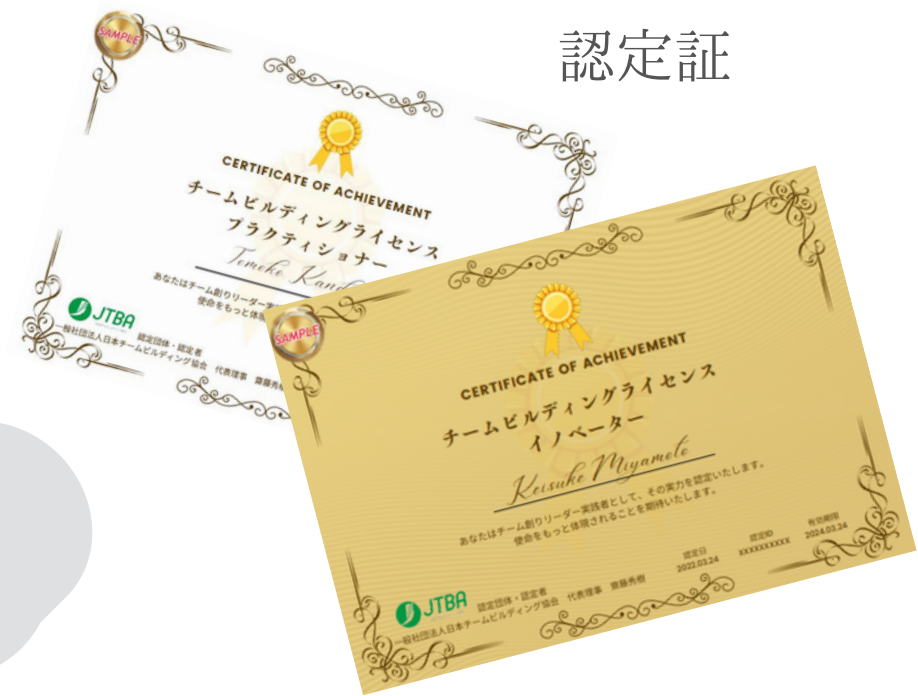 認定証
SAMPLE
CERTIFICATE OF ACHIEVEMENT
チームビルディングライセンス
プラクティショナー
Tomoko Kand
あなたはチーム創りリーダー実
使命をもっと体現
JTBA
認定団体・認定者
一般社団法人日本チームビルディング協会 代表理事 齋藤秀
SAMPLE
CERTIFICATE OF ACHIEVEMENT
チームビルディングライセンス
イノベーター
Keisuke Miyamoto
あなたはチーム創りリーダー実践者として、その実力を認定いたします。
使命をもっと体現されることを期待いたします。
JTBA
認定団体・認定者
一般社団法人日本チームビルディング協会 代表理事 齋藤秀樹
認定日
2022.03.24
認定ID
xxxxxxxxxx
有効期限
2024.03.24